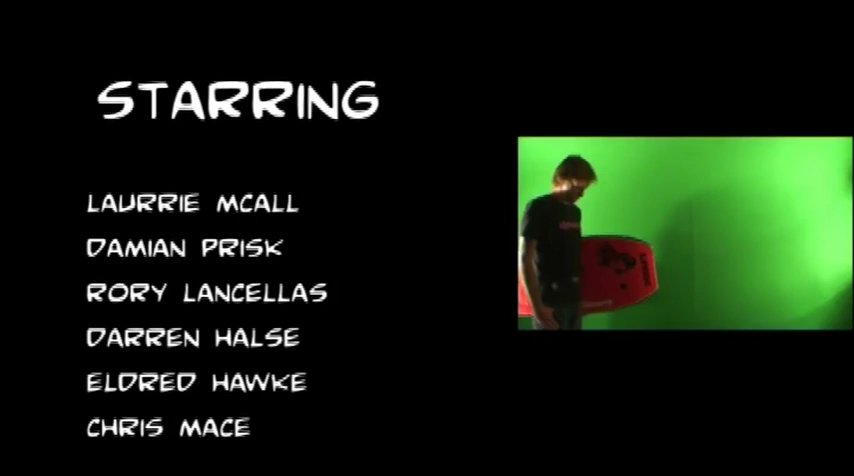 STARRING
LAURRIE MCALL
DAMIAN PRISK
RORY LANCELLAS
DARREN HALSE
ELDRED HAWKE
CHRIS MACE